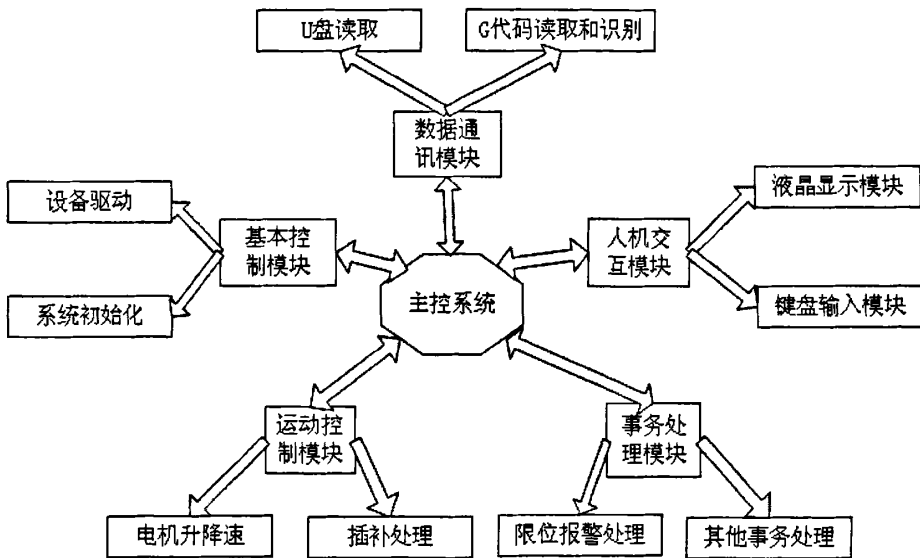 U盘读取
G代码读取和识别
数据通
讯模块
设备驱动
基本控
制模块
人机交
互模块
液晶显示模块
系统初始化
主控系统
键盘输入模块
运动控
制模块
事务处
理模块
电机升降速
插补处理
限位报警处理
其他事务处理